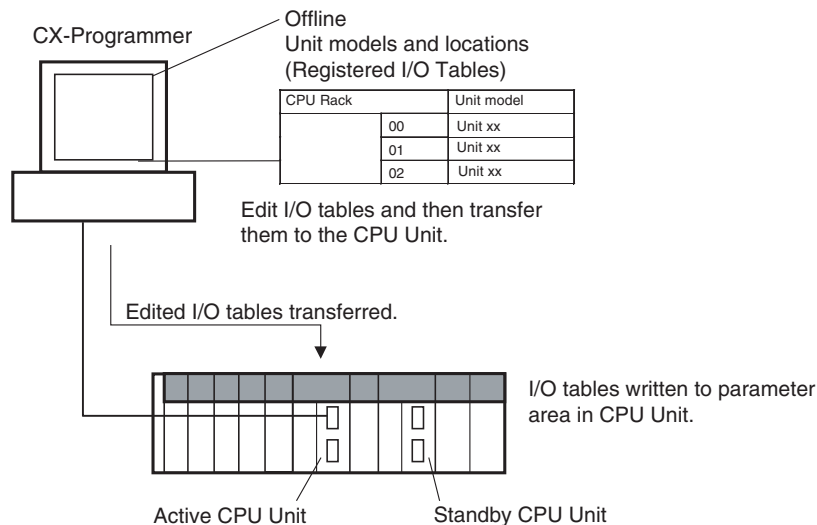 CX-Programmer
Offline
Unit models and locations
(Registered I/O Tables)
CPU Rack Unit model
00 Unit xx
01 Unit xx
02 Unit xx
Edit I/O tables and then transfer
them to the CPU Unit.
Edited I/O tables transferred.
I/O tables written to parameter
area in CPU Unit.
Active CPU Unit
Standby CPU Unit